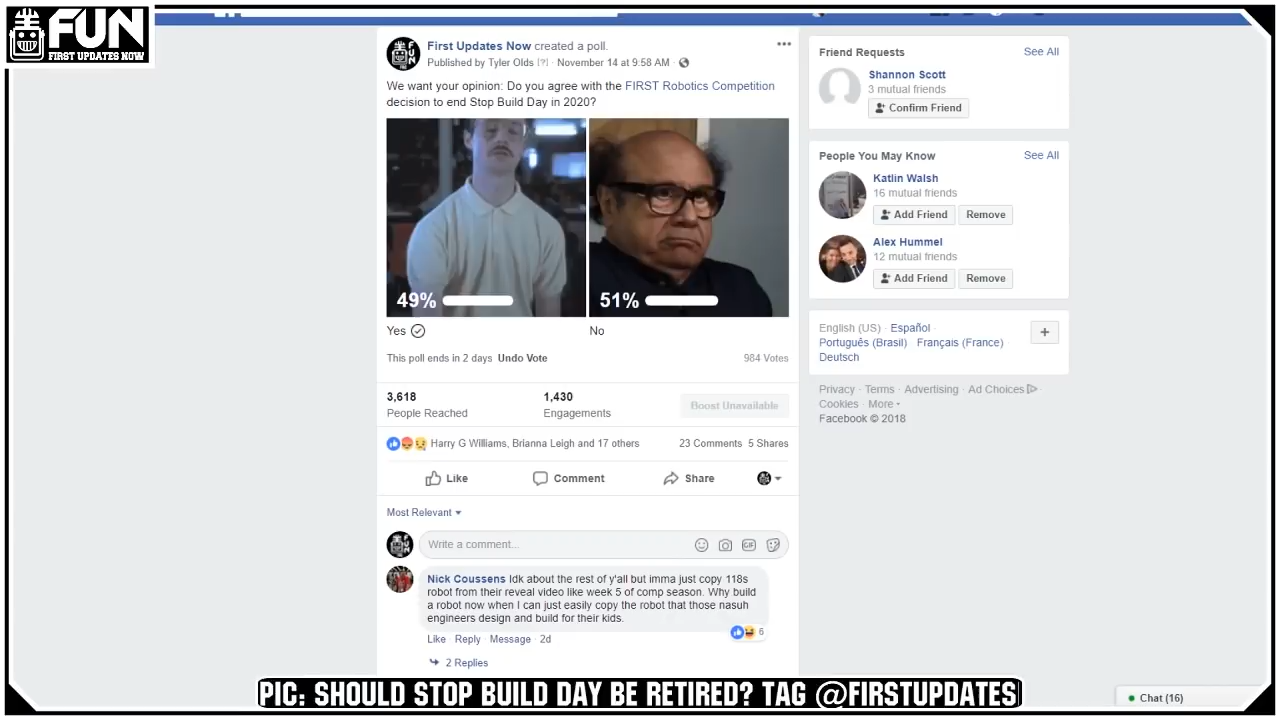 FUN
FIRST UPDATES NOW
First Updates Now created a poll.
Published by Tyler Olds [?] · November 14 at 9:58 AM ·
We want your opinion: Do you agree with the FIRST Robotics Competition
decision to end Stop Build Day in 2020?
49%
51%
Yes
No
This poll ends in 2 days Undo Vote
984 Votes
3,618
People Reached
1,430
Engagements
Boost Unavailable
Harry G Williams, Brianna Leigh and 17 others
23 Comments 5 Shares
Like
Comment
Share
Most Relevant
Write a comment...
GIF
Nick Coussens Idk about the rest of y'all but imma just copy 118s
robot from their reveal video like week 5 of comp season. Why build
a robot now when I can just easily copy the robot that those nasuh
engineers design and build for their kids.
6
Like · Reply · Message · 2d
2 Replies
Friend Requests
See All
Shannon Scott
3 mutual friends
Confirm Friend
People You May Know
See All
Katlin Walsh
16 mutual friends
Add Friend
Remove
Alex Hummel
12 mutual friends
Add Friend
Remove
English (US) · Español ·
Português (Brasil) · Français (France) ·
Deutsch
+
Privacy · Terms · Advertising · Ad Choices ·
Cookies · More
Facebook © 2018
PIC: SHOULD STOP BUILD DAY BE RETIRED? TAG @FIRSTUPDATES
Chat (16)